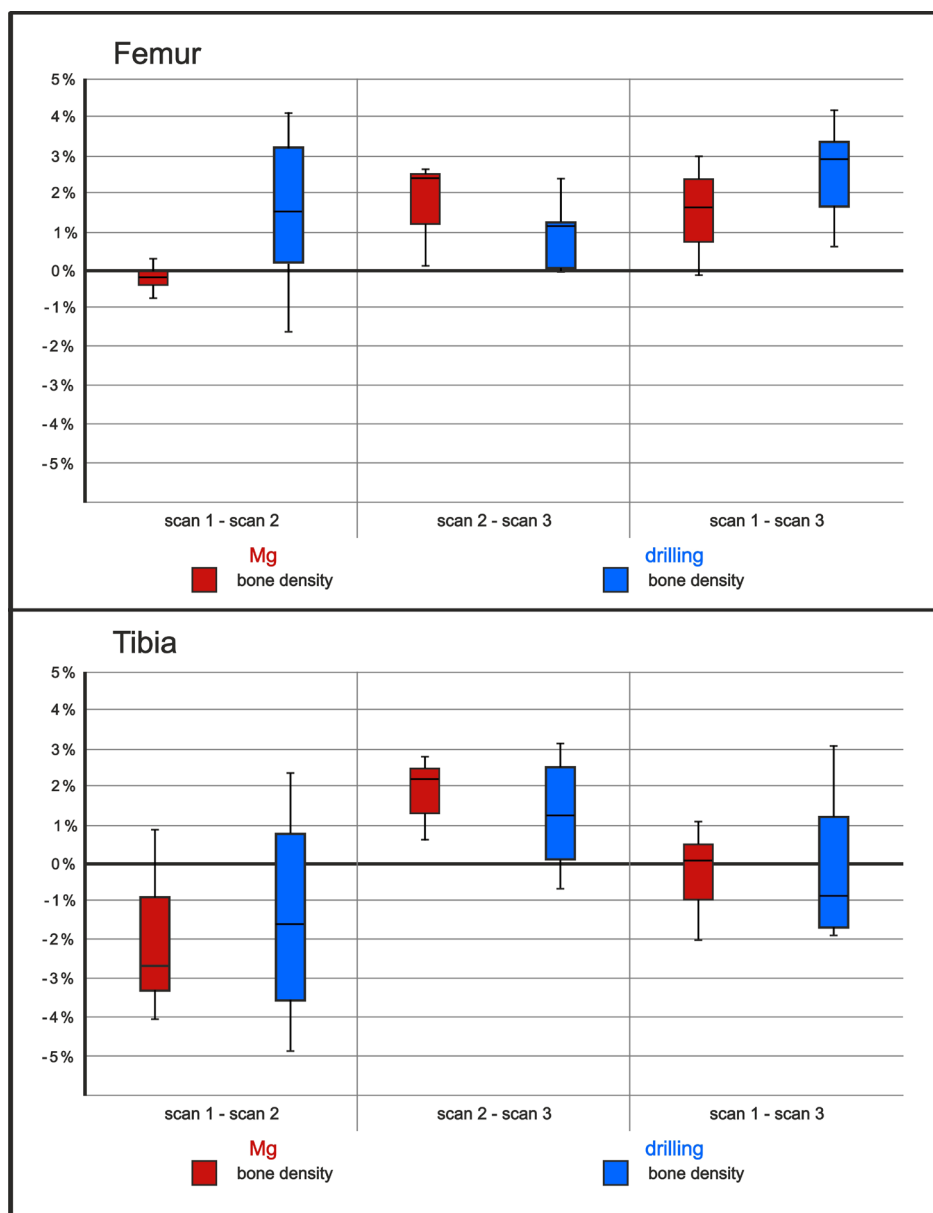 Femur
5%
4%
3%
2%
1%
0%
-1%
-2%
-3%
-4%
-5%
scan 1 - scan 2 scan 2 - scan 3 scan 1 - scan 3
Mg drilling
bone density bone density
Tibia
5%
4%
3%
2%
1%
0%
-1%
-2%
-3%
-4%
-5%
scan 1 - scan 2 scan 2 - scan 3 scan 1 - scan 3
Mg drilling
bone density bone density